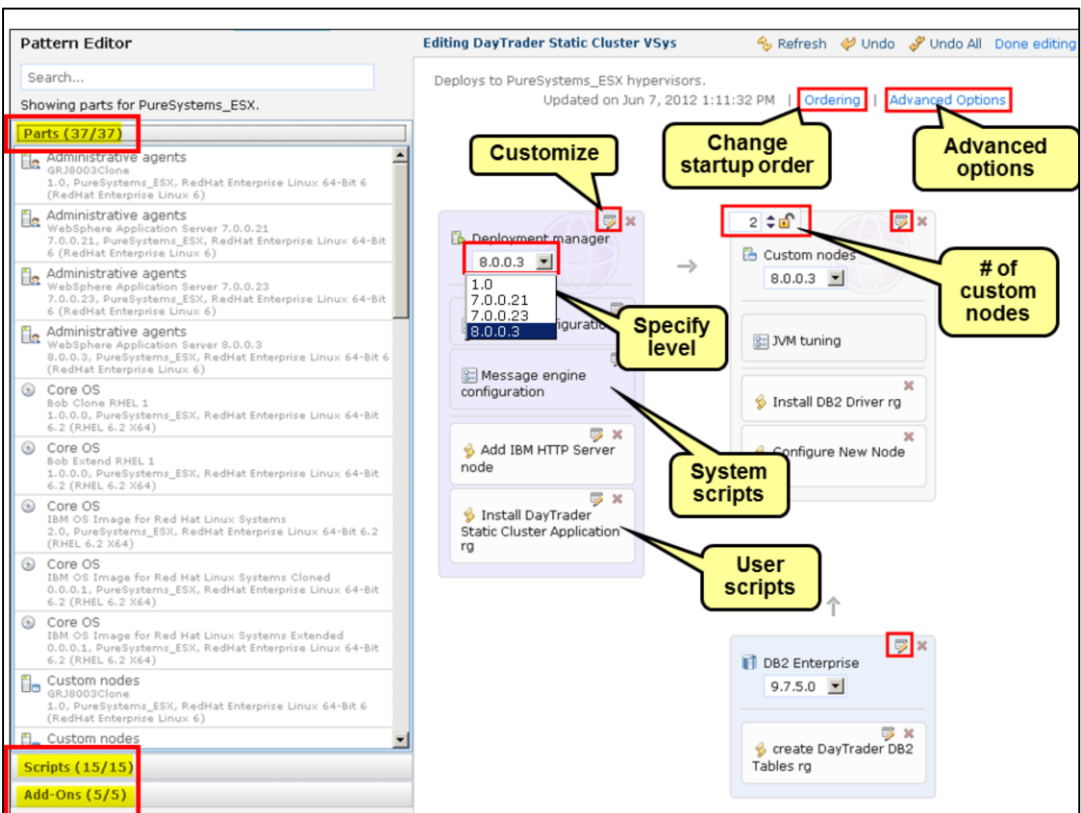 Pattern Editor
Search...
Showing parts for PureSystems_ESX.
Parts (37/37)
Administrative agents
GRJ8003Clone
1.0, PureSystems_ESX, RedHat Enterprise Linux 64-Bit 6
(RedHat Enterprise Linux 6)
Administrative agents
WebSphere Application Server 7.0.0.21
7.0.0.21, PureSystems_ESX, RedHat Enterprise Linux 64-Bit
6 (RedHat Enterprise Linux 6)
Administrative agents
WebSphere Application Server 7.0.0.23
7.0.0.23, PureSystems_ESX, RedHat Enterprise Linux 64-Bit
6 (RedHat Enterprise Linux 6)
Administrative agents
WebSphere Application Server 8.0.0.3
8.0.0.3, PureSystems_ESX, RedHat Enterprise Linux 64-Bit 6
(RedHat Enterprise Linux 6)
Core OS
Bob Clone RHEL 1
1.0.0.0, PureSystems_ESX, RedHat Enterprise Linux 64-Bit
6.2 (RHEL 6.2 X64)
Core OS
Bob Extend RHEL 1
1.0.0.0, PureSystems_ESX, RedHat Enterprise Linux 64-Bit
6.2 (RHEL 6.2 X64)
Core OS
IBM OS Image for Red Hat Linux Systems
2.0, PureSystems_ESX, RedHat Enterprise Linux 64-Bit 6.2
(RHEL 6.2 X64)
Core OS
IBM OS Image for Red Hat Linux Systems Cloned
0.0.0.1, PureSystems_ESX, RedHat Enterprise Linux 64-Bit
6.2 (RHEL 6.2 X64)
Core OS
IBM OS Image for Red Hat Linux Systems Extended
0.0.0.1, PureSystems_ESX, RedHat Enterprise Linux 64-Bit
6.2 (RHEL 6.2 X64)
Custom nodes
GRJ8003Clone
1.0, PureSystems_ESX, RedHat Enterprise Linux 64-Bit 6
(RedHat Enterprise Linux 6)
Custom nodes
Scripts (15/15)
Add-Ons (5/5)
Editing DayTrader Static Cluster VSys
Refresh Undo Undo All Done editing
Deploys to PureSystems_ESX hypervisors.
Updated on Jun 7, 2012 1:11:32 PM | Ordering | Advanced Options
Customize
Change
startup order
Advanced
options
Deployment manager
8.0.0.3
1.0
7.0.0.21
7.0.0.23
8.0.0.3
Specify
level
Message engine
configuration
Add IBM HTTP Server
node
Install DayTrader
Static Cluster Application
rg
System
scripts
User
scripts
2
Custom nodes
8.0.0.3
# of
custom
nodes
JVM tuning
Install DB2 Driver rg
Configure New Node
DB2 Enterprise
9.7.5.0
create DayTrader DB2
Tables rg